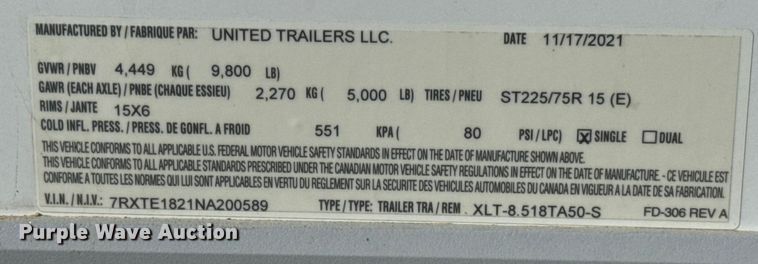 MANUFACTURED BY / FABRIQUE PAR: UNITED TRAILERS LLC. DATE 11/17/2021
GVWR / PNBV 4,449 KG ( 9,800 LB)
GAWR (EACH AXLE) / PNBE (CHAQUE ESSIEU) 2,270 KG ( 5,000 LB) TIRES / PNEU ST225/75R 15 (E)
RIMS / JANTE 15X6
COLD INFL. PRESS. / PRESS. DE GONFL. A FROID 551 KPA ( 80 PSI / LPC) ☒ SINGLE ☐ DUAL
THIS VEHICLE CONFORMS TO ALL APPLICABLE U.S. FEDERAL MOTOR VEHICLE SAFETY STANDARDS IN EFFECT ON THE DATE OF MANUFACTURE SHOWN ABOVE.
THIS VEHICLE CONFORMS TO ALL APPLICABLE STANDARDS PRESCRIBED UNDER THE CANADIAN MOTOR VEHICLE SAFETY REGULATIONS IN EFFECT ON THE DATE OF MANUFACTURE. - CE VEHICULE EST
CONFORME A TOUTES LES NORMES QUI LUI SONT APPLICABLES EN VERTU DU REGLEMENT SUR LA SECURITE DES VEHICULES AUTOMOBILES DU CANADA EN VIGUEUR A LA DATE DE SA FABRICATION.
V.I.N. / N.I.V.: 7RXTE1821NA200589 TYPE / TYPE: TRAILER TRA / REM XLT-8.518TA50-S FD-306 REV A
Purple Wave Auction